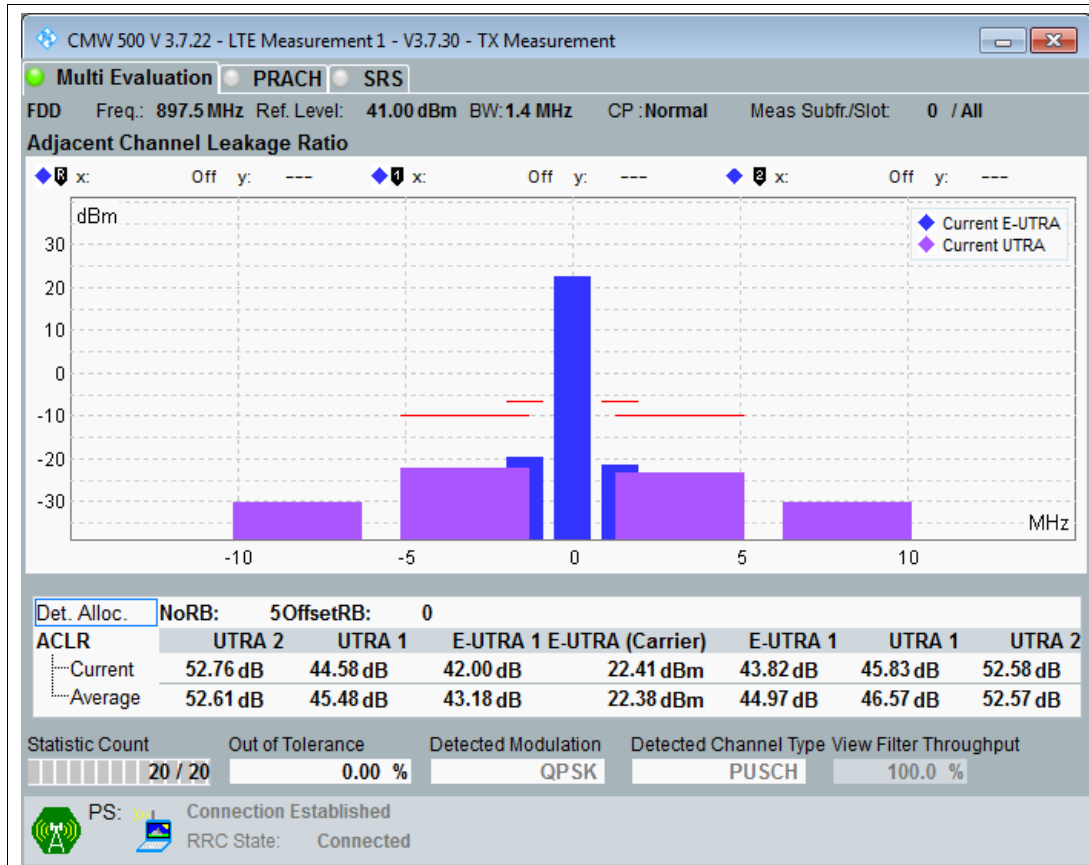 CMW 500 V 3.7.22 - LTE Measurement 1 - V3.7.30 - TX Measurement
Multi Evaluation PRACH SRS
FDD Freq.: 897.5 MHz Ref. Level: 41.00 dBm BW: 1.4 MHz CP : Normal Meas Subfr./Slot: 0 / All
Adjacent Channel Leakage Ratio
R x: Off y: --- 1 x: Off y: --- 2 x: Off y: ---
dBm
Current E-UTRA
Current UTRA
30
20
10
0
-10
-20
-30
MHz
-10 -5 0 5 10
Det. Alloc. NoRB: 5 OffsetRB: 0
ACLR UTRA 2 UTRA 1 E-UTRA 1 E-UTRA (Carrier) E-UTRA 1 UTRA 1 UTRA 2
Current 52.76 dB 44.58 dB 42.00 dB 22.41 dBm 43.82 dB 45.83 dB 52.58 dB
Average 52.61 dB 45.48 dB 43.18 dB 22.38 dBm 44.97 dB 46.57 dB 52.57 dB
Statistic Count Out of Tolerance Detected Modulation Detected Channel Type View Filter Throughput
20 / 20 0.00 % QPSK PUSCH 100.0 %
PS: Connection Established
RRC State: Connected